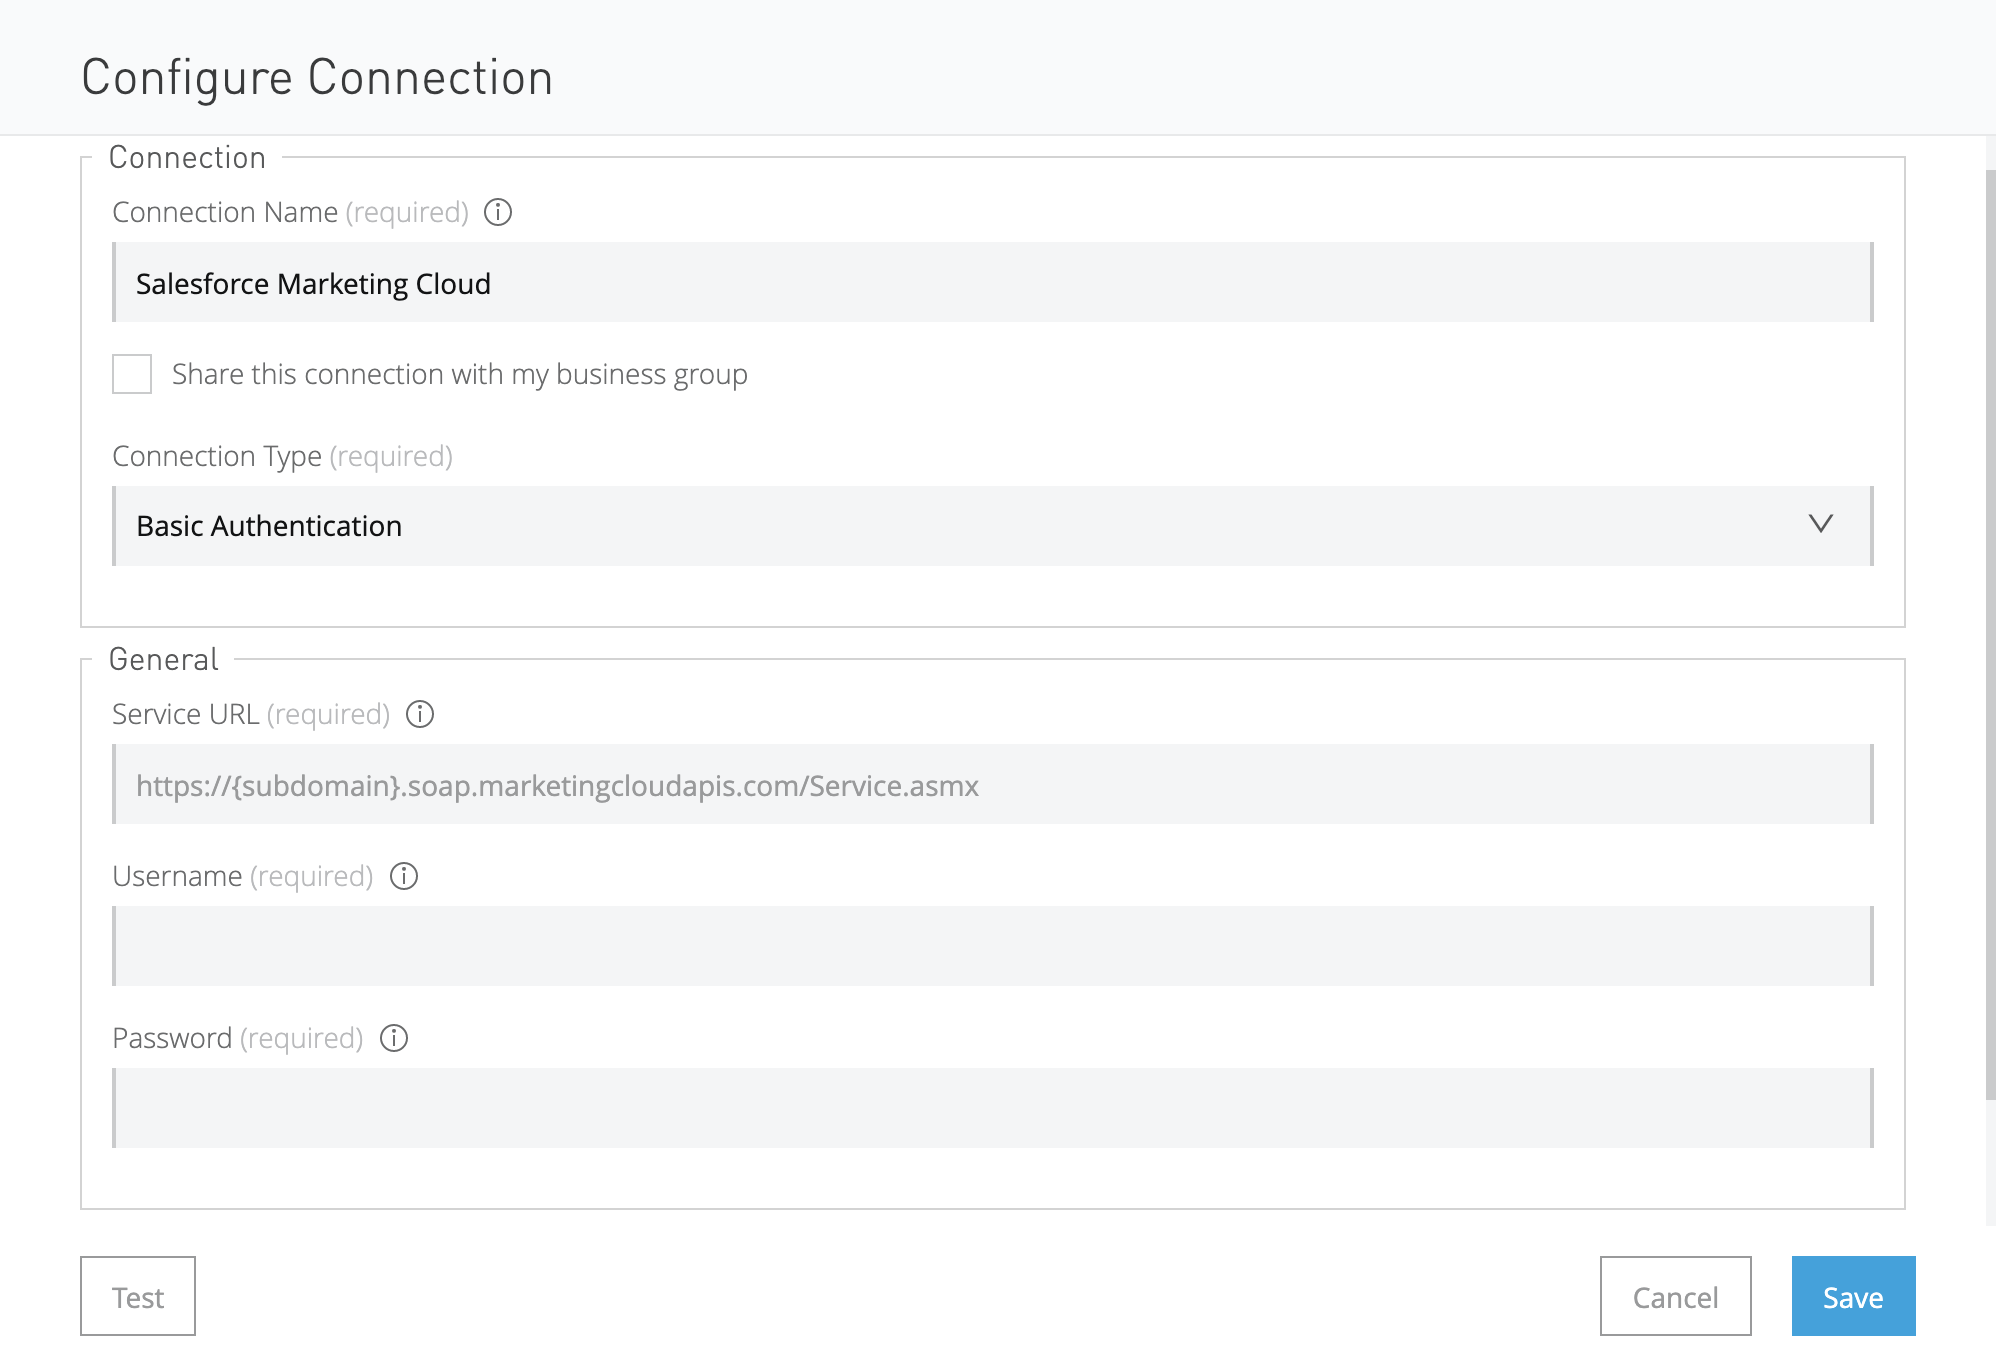 Configure Connection
Connection
Connection Name (required)
Salesforce Marketing Cloud
Share this connection with my business group
Connection Type (required)
Basic Authentication
General
Service URL (required)
https://{subdomain}.soap.marketingcloudapis.com/Service.asmx
Username (required)
Password (required)
Test
Cancel
Save